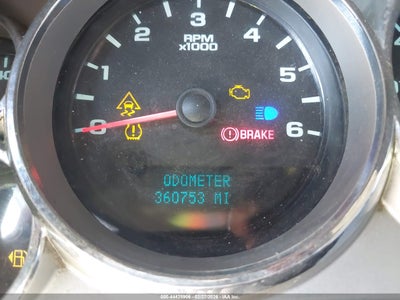 3
2 4
RPM
x1000
1 5
0 6
BRAKE
ODOMETER
360753 MI